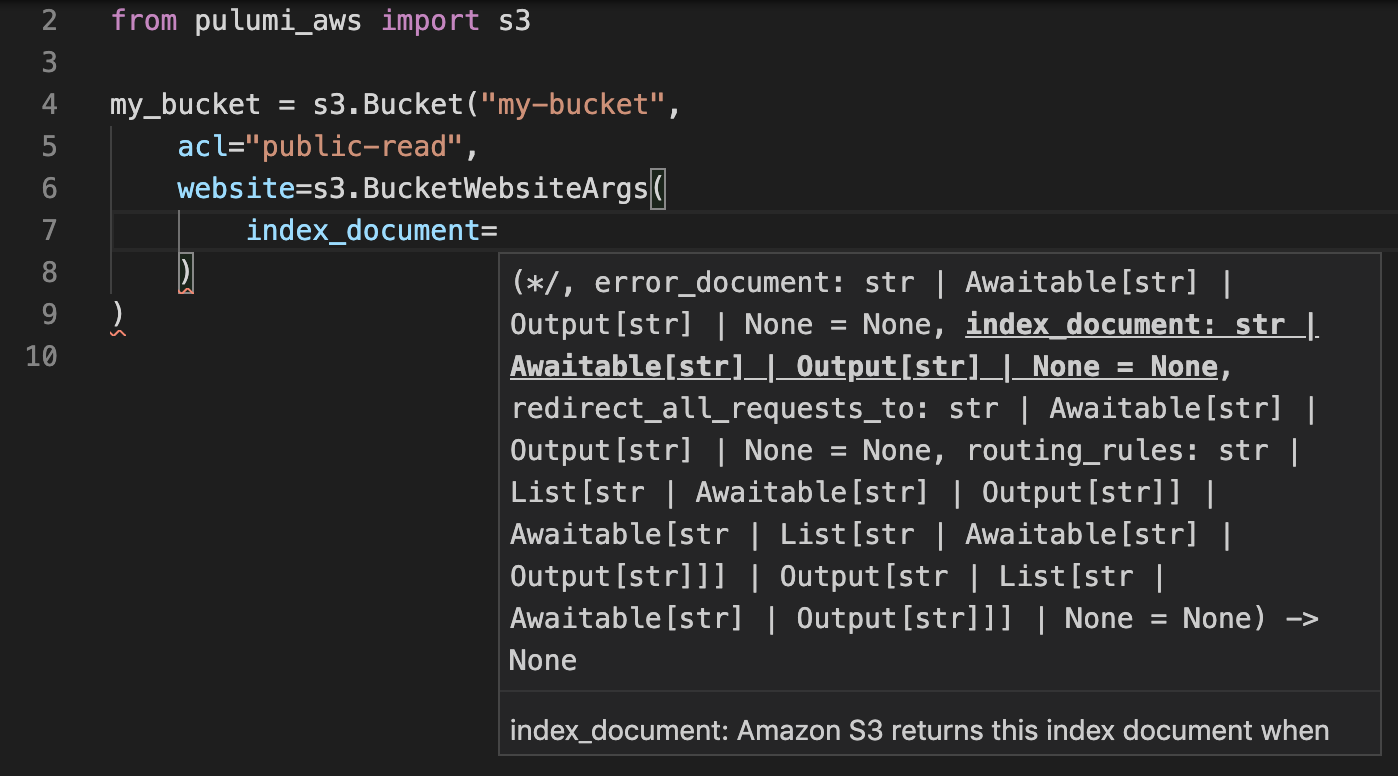 2 from pulumi_aws import s3
3
4 my_bucket = s3.Bucket("my-bucket",
5 acl="public-read",
6 website=s3.BucketWebsiteArgs(
7 index_document=
8 )
9 )
10
(*/, error_document: str | Awaitable[str] |
Output[str] | None = None, index_document: str |
Awaitable[str] | Output[str] | None = None,
redirect_all_requests_to: str | Awaitable[str] |
Output[str] | None = None, routing_rules: str |
List[str | Awaitable[str] | Output[str]] |
Awaitable[str | List[str | Awaitable[str] |
Output[str]]] | Output[str | List[str |
Awaitable[str] | Output[str]]] | None = None) ->
None
index_document: Amazon S3 returns this index document when